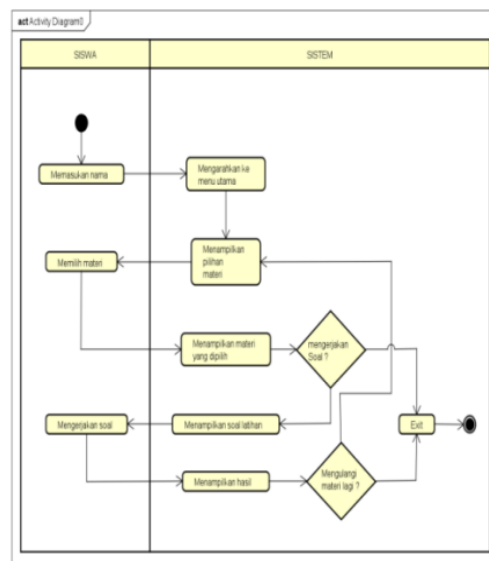 act Activity Diagram0
SISWA
SISTEM
Memasukan nama
Mengarahkan ke
menu utama
Menampilkan
pilihan
materi
Memilih materi
Menampilkan materi
yang dipilih
mengerjakan
Soal ?
Mengerjakan soal
Menampilkan soal latihan
Exit
Menampilkan hasil
Mengulangi
materi lagi ?